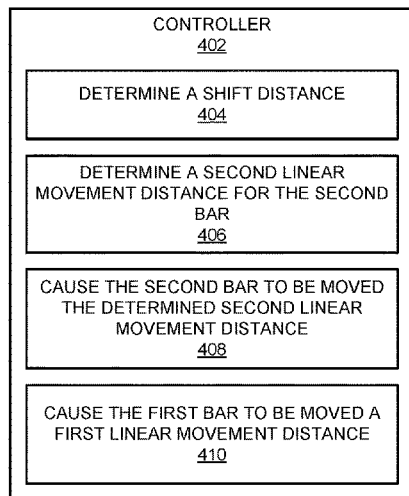 CONTROLLER
402
DETERMINE A SHIFT DISTANCE
404
DETERMINE A SECOND LINEAR
MOVEMENT DISTANCE FOR THE SECOND
BAR
406
CAUSE THE SECOND BAR TO BE MOVED
THE DETERMINED SECOND LINEAR
MOVEMENT DISTANCE
408
CAUSE THE FIRST BAR TO BE MOVED A
FIRST LINEAR MOVEMENT DISTANCE
410